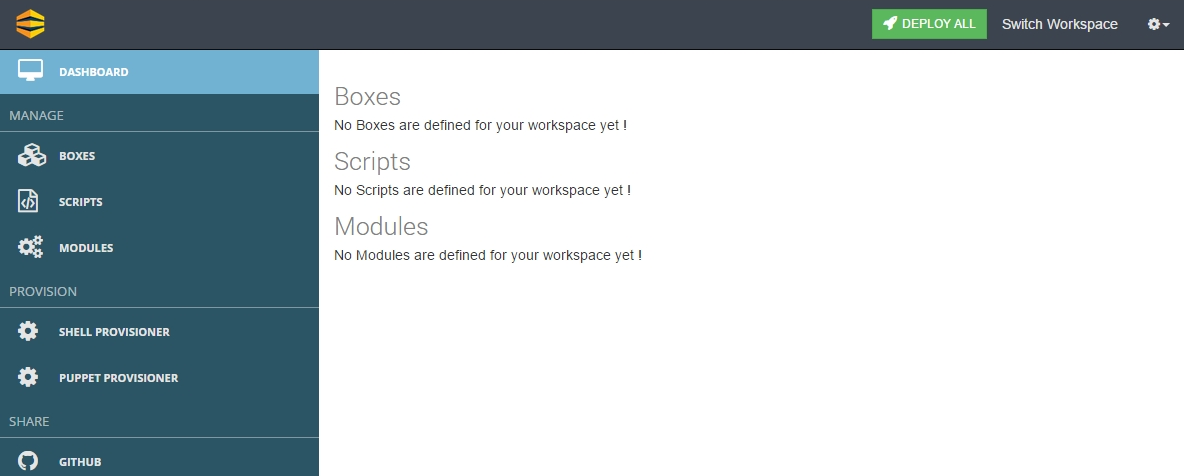 DEPLOY ALL
Switch Workspace
DASHBOARD
MANAGE
BOXES
SCRIPTS
MODULES
PROVISION
SHELL PROVISIONER
PUPPET PROVISIONER
SHARE
GITHUB
Boxes
No Boxes are defined for your workspace yet !
Scripts
No Scripts are defined for your workspace yet !
Modules
No Modules are defined for your workspace yet !